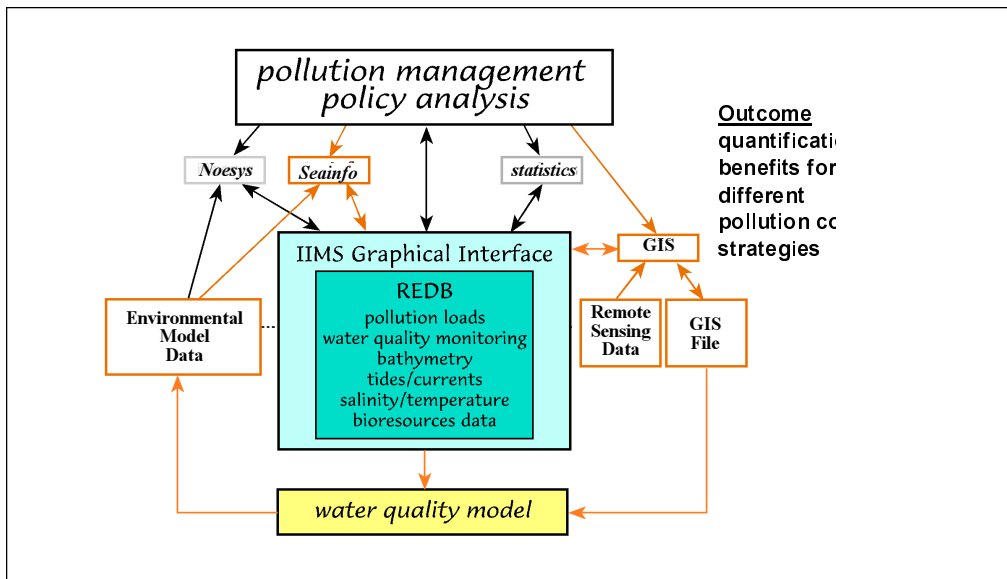 pollution management
policy analysis
Outcome
benefits for
different
pollution
strategies
Noesys
Seainfo
statistics
GIS
IIMS Graphical Interface
REDB
pollution loads
water quality monitoring
bathymetry
tides/currents
salinity/temperature
bioresources data
Environmental
Model
Data
Remote
Sensing
Data
GIS
File
water quality model